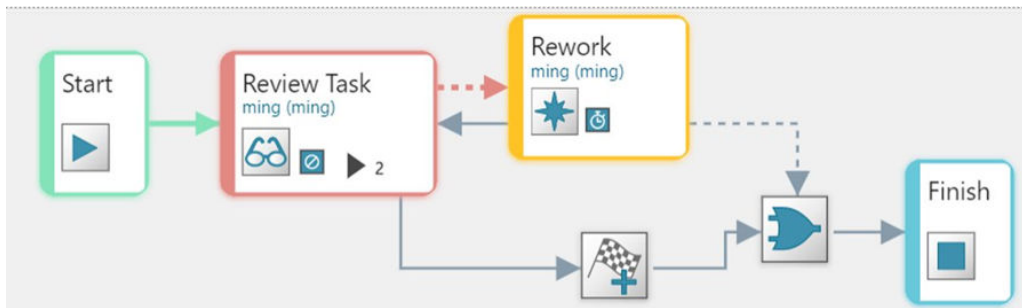 Start
Review Task
ming (ming)
2
Rework
ming (ming)
Finish